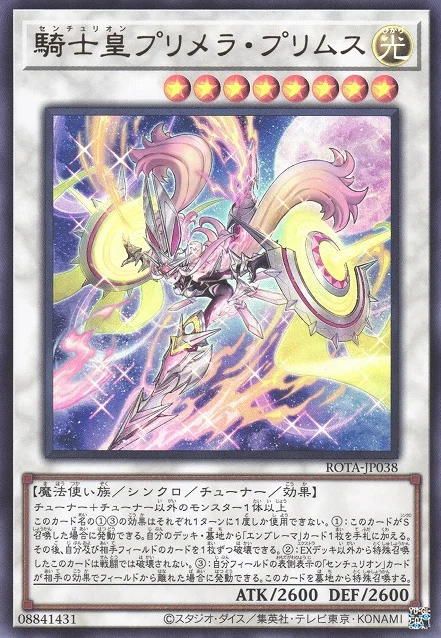 センチュリオン
騎士皇プリメラ・プリムス
ひかり
光
ROTA-JP038
【魔法使い族／シンクロ／チューナー／効果】
チューナー＋チューナー以外のモンスター1体以上
このカード名の①③の効果はそれぞれ1ターンに1度しか使用できない。①：このカードがS
召喚した場合に発動できる。自分のデッキ・墓地から「エンブレマ」カード1枚を手札に加える。
その後、自分及び相手フィールドのカードを1枚ずつ破壊できる。②：EXデッキ以外から特殊召喚
したこのカードは戦闘では破壊されない。③：自分フィールドの表側表示の「センチュリオン」カード
が相手の効果でフィールドから離れた場合に発動できる。このカードを墓地から特殊召喚する。
ATK/2600 DEF/2600
08841431
©スタジオ・ダイス／集英社・テレビ東京・KONAMI